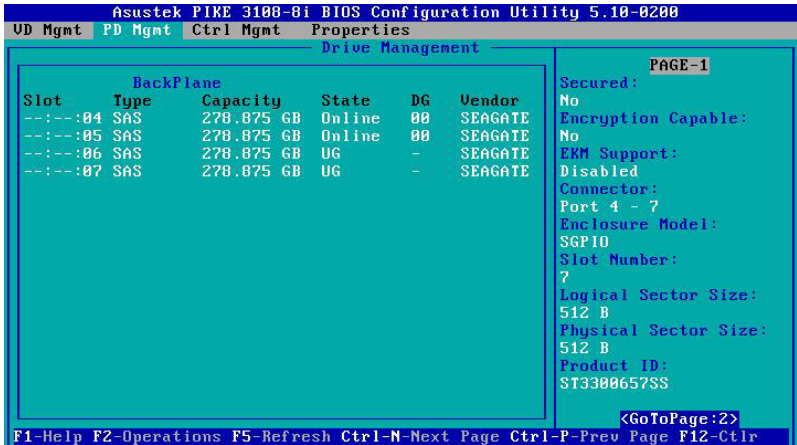 Asustek PIKE 3108-8i BIOS Configuration Utility 5.10-0200
VD Mgmt PD Mgmt Ctrl Mgmt Properties
Drive Management
BackPlane
Slot Type Capacity State DG Vendor
--:--:04 SAS 278.875 GB Online 00 SEAGATE
--:--:05 SAS 278.875 GB Online 00 SEAGATE
--:--:06 SAS 278.875 GB UG - SEAGATE
--:--:07 SAS 278.875 GB UG - SEAGATE
PAGE-1
Secured:
No
Encryption Capable:
No
EKM Support:
Disabled
Connector:
Port 4 - 7
Enclosure Model:
SGPIO
Slot Number:
7
Logical Sector Size:
512 B
Physical Sector Size:
512 B
Product ID:
ST3300657SS
<GoToPage:2>
F1-Help F2-Operations F5-Refresh Ctrl-N-Next Page Ctrl-P-Prev Page F12-Ctlr